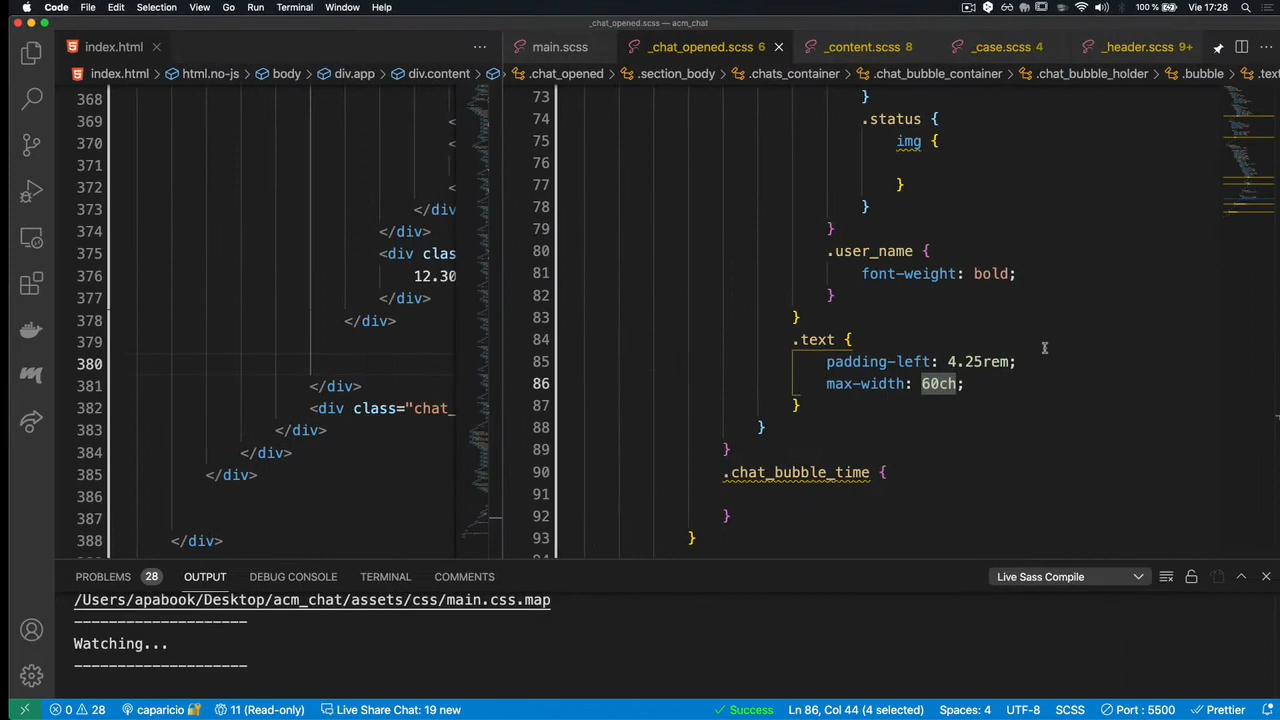 Code File Edit Selection View Go Run Terminal Window Help 100 % Vie 17:28
_chat_opened.scss — acm_chat
index.html
main.scss _chat_opened.scss 6 _content.scss 8 _case.scss 4 _header.scss 9+
index.html html.no-js body div.app div.content
.chat_opened .section_body .chats_container .chat_bubble_container .chat_bubble_holder .bubble .tex
368
369 <
370 <
371
372 <
373 </div
374 </div>
375 <div clas
376 12.30
377 </div>
378 </div>
379
380
381 </div>
382 <div class="chat_
383 </div>
384 </div>
385 </div>
386
387
388 </div>
73 }
74 .status {
75 img {
76
77 }
78 }
79 }
80 .user_name {
81 font-weight: bold;
82 }
83 }
84 .text {
85 padding-left: 4.25rem;
86 max-width: 60ch;
87 }
88 }
89 }
90 .chat_bubble_time {
91
92 }
93 }
PROBLEMS 28 OUTPUT DEBUG CONSOLE TERMINAL COMMENTS Live Sass Compile
/Users/apabook/Desktop/acm_chat/assets/css/main.css.map
--------------------
Watching...
--------------------
0 28 caparicio 11 (Read-only) Live Share Chat: 19 new Success Ln 86, Col 44 (4 selected) Spaces: 4 UTF-8 SCSS Port : 5500 Prettier